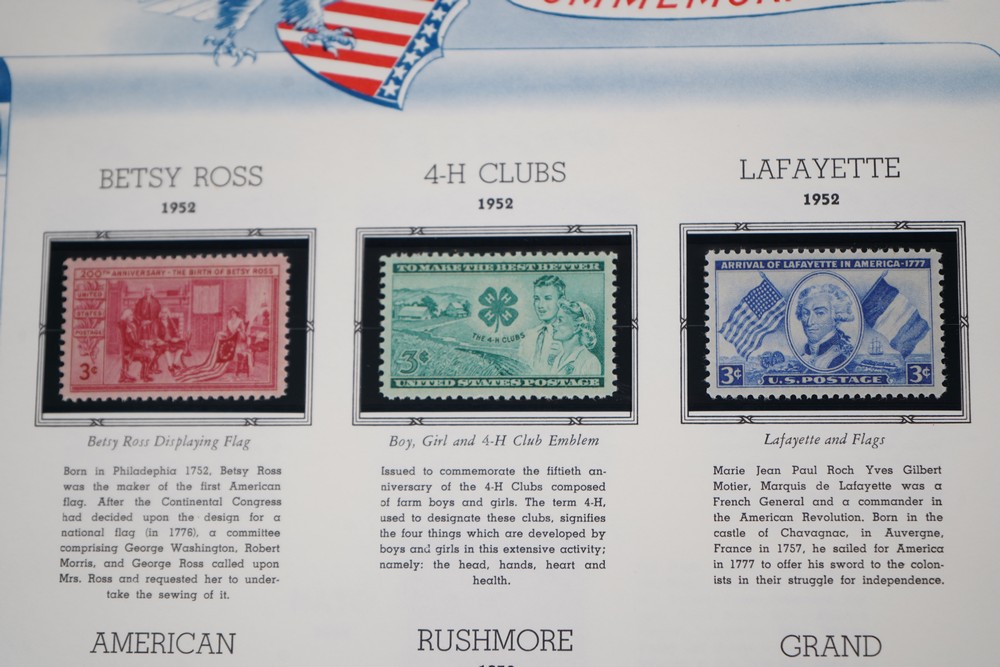 BETSY ROSS
1952
200TH ANNIVERSARY - THE BIRTH OF BETSY ROSS
UNITED
STATES
POSTAGE
3¢
Betsy Ross Displaying Flag
Born in Philadephia 1752, Betsy Ross
was the maker of the first American
flag. After the Continental Congress
had decided upon the design for a
national flag (in 1776), a committee
comprising George Washington, Robert
Morris, and George Ross called upon
Mrs. Ross and requested her to under-
take the sewing of it.
4-H CLUBS
1952
TO MAKE THE BEST BETTER
H H
H H
THE 4-H CLUBS
3¢
UNITED STATES POSTAGE
Boy, Girl and 4-H Club Emblem
Issued to commemorate the fiftieth an-
niversary of the 4-H Clubs composed
of farm boys and girls. The term 4-H,
used to designate these clubs, signifies
the four things which are developed by
boys and girls in this extensive activity;
namely: the head, hands, heart and
health.
LAFAYETTE
1952
ARRIVAL OF LAFAYETTE IN AMERICA-1777
3¢ U.S. POSTAGE 3¢
Lafayette and Flags
Marie Jean Paul Roch Yves Gilbert
Motier, Marquis de Lafayette was a
French General and a commander in
the American Revolution. Born in the
castle of Chavagnac, in Auvergne,
France in 1757, he sailed for America
in 1777 to offer his sword to the colon-
ists in their struggle for independence.
AMERICAN
RUSHMORE
GRAND